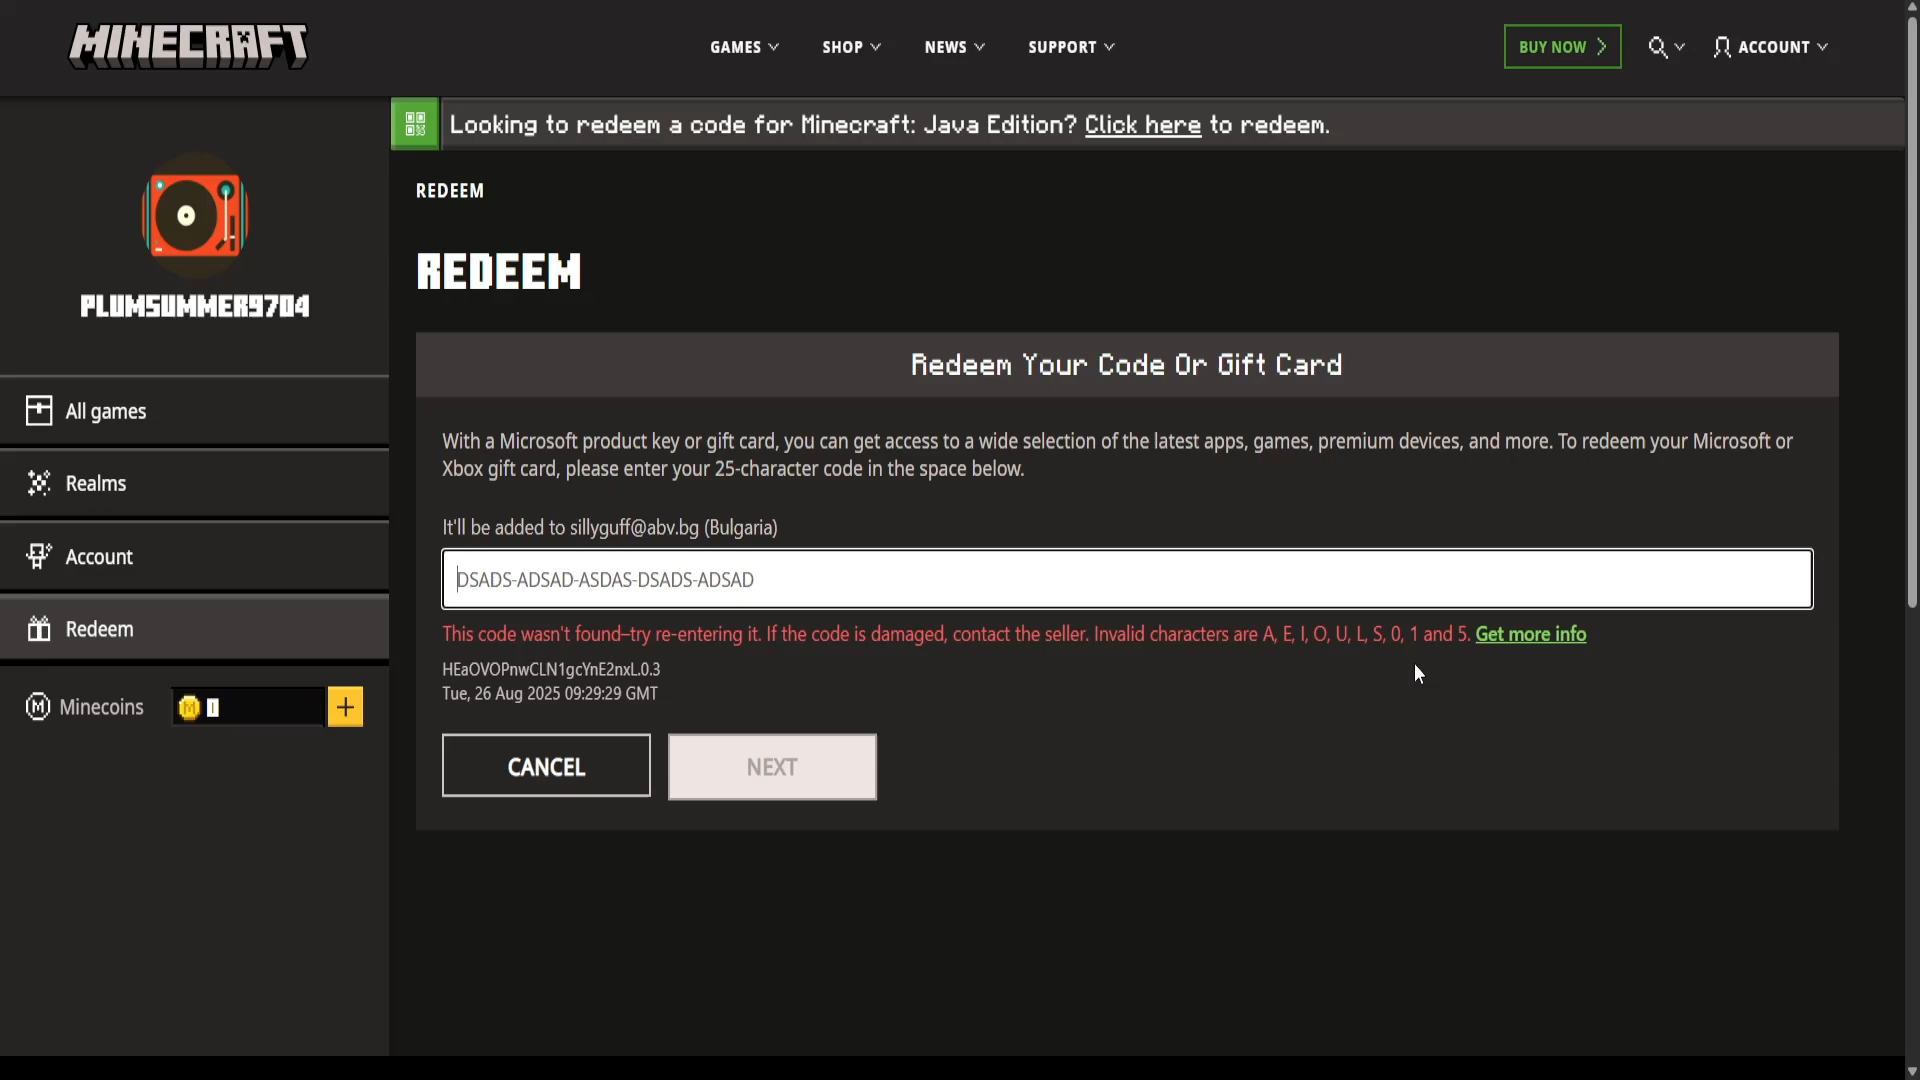 MINECRAFT
GAMES
SHOP
NEWS
SUPPORT
BUY NOW
ACCOUNT
Looking to redeem a code for Minecraft: Java Edition? Click here to redeem.
REDEEM
PLUMSUMMER9704
All games
Realms
Account
Redeem
Minecoins
REDEEM
Redeem Your Code Or Gift Card
With a Microsoft product key or gift card, you can get access to a wide selection of the latest apps, games, premium devices, and more. To redeem your Microsoft or
Xbox gift card, please enter your 25-character code in the space below.
It'll be added to sillyguff@abv.bg (Bulgaria)
DSADS-ADSAD-ASDAS-DSADS-ADSAD
This code wasn't found–try re-entering it. If the code is damaged, contact the seller. Invalid characters are A, E, I, O, U, L, S, 0, 1 and 5. Get more info
HEaOVOPnwCLN1gcYnE2nxL.0.3
Tue, 26 Aug 2025 09:29:29 GMT
CANCEL
NEXT